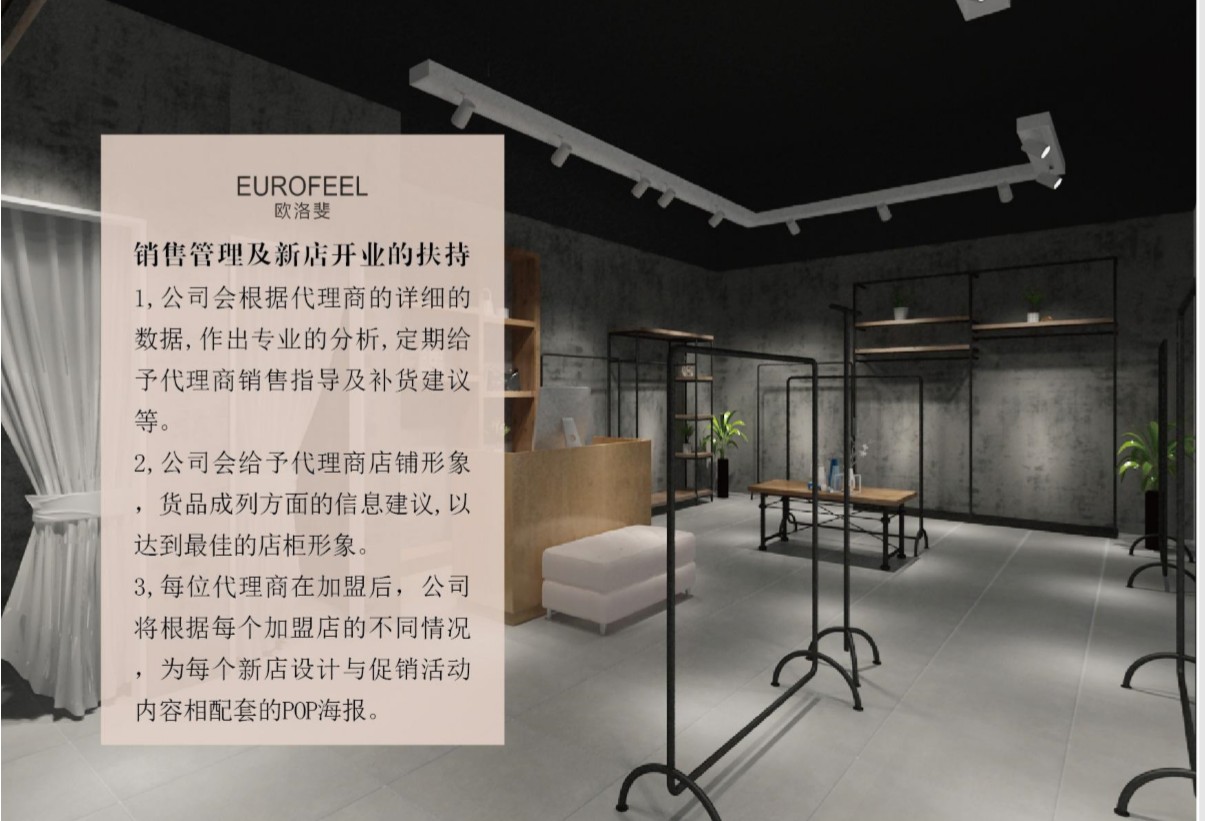 EUROFEEL
欧洛斐
销售管理及新店开业的扶持
1,公司会根据代理商的详细的
数据,作出专业的分析,定期给
予代理商销售指导及补货建议
等。
2,公司会给予代理商店铺形象
，货品成列方面的信息建议,以
达到最佳的店柜形象。
3,每位代理商在加盟后，公司
将根据每个加盟店的不同情况
，为每个新店设计与促销活动
内容相配套的POP海报。